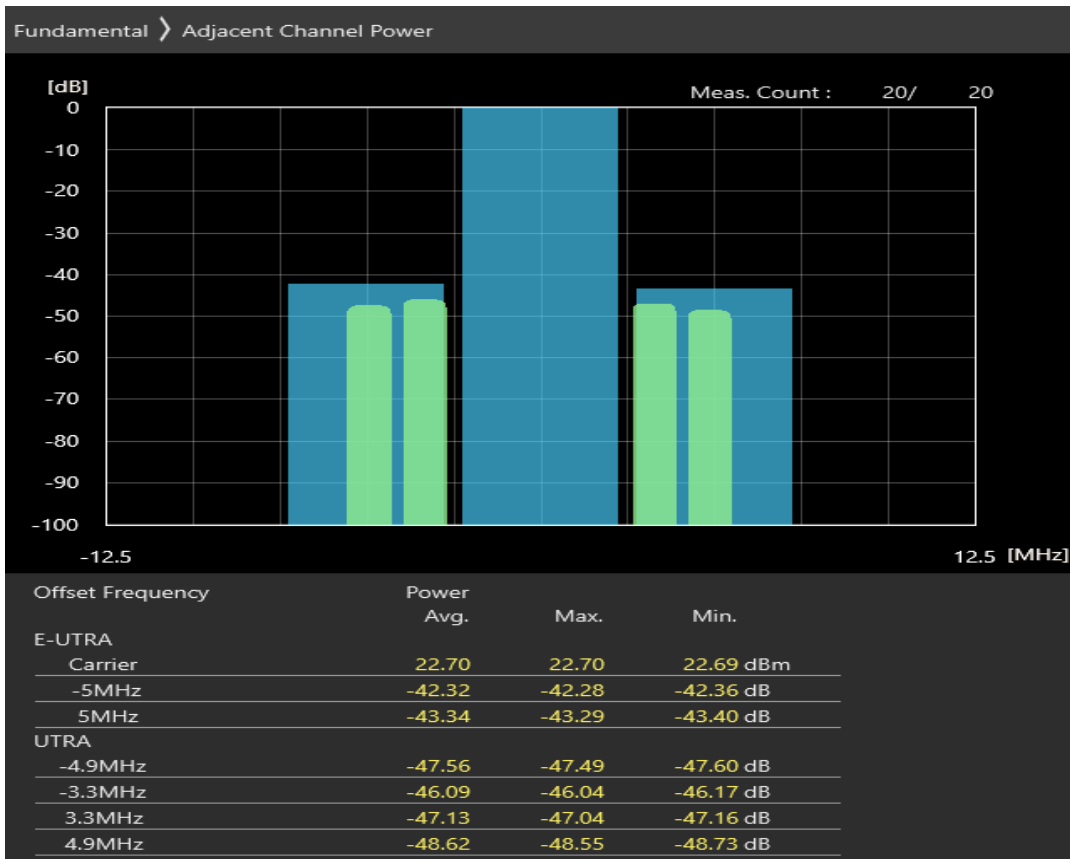 Fundamental 〉 Adjacent Channel Power
[dB]
Meas. Count : 20/ 20
0
-10
-20
-30
-40
-50
-60
-70
-80
-90
-100
-12.5 12.5 [MHz]
Offset Frequency Power
Avg. Max. Min.
E-UTRA
Carrier 22.70 22.70 22.69 dBm
-5MHz -42.32 -42.28 -42.36 dB
5MHz -43.34 -43.29 -43.40 dB
UTRA
-4.9MHz -47.56 -47.49 -47.60 dB
-3.3MHz -46.09 -46.04 -46.17 dB
3.3MHz -47.13 -47.04 -47.16 dB
4.9MHz -48.62 -48.55 -48.73 dB